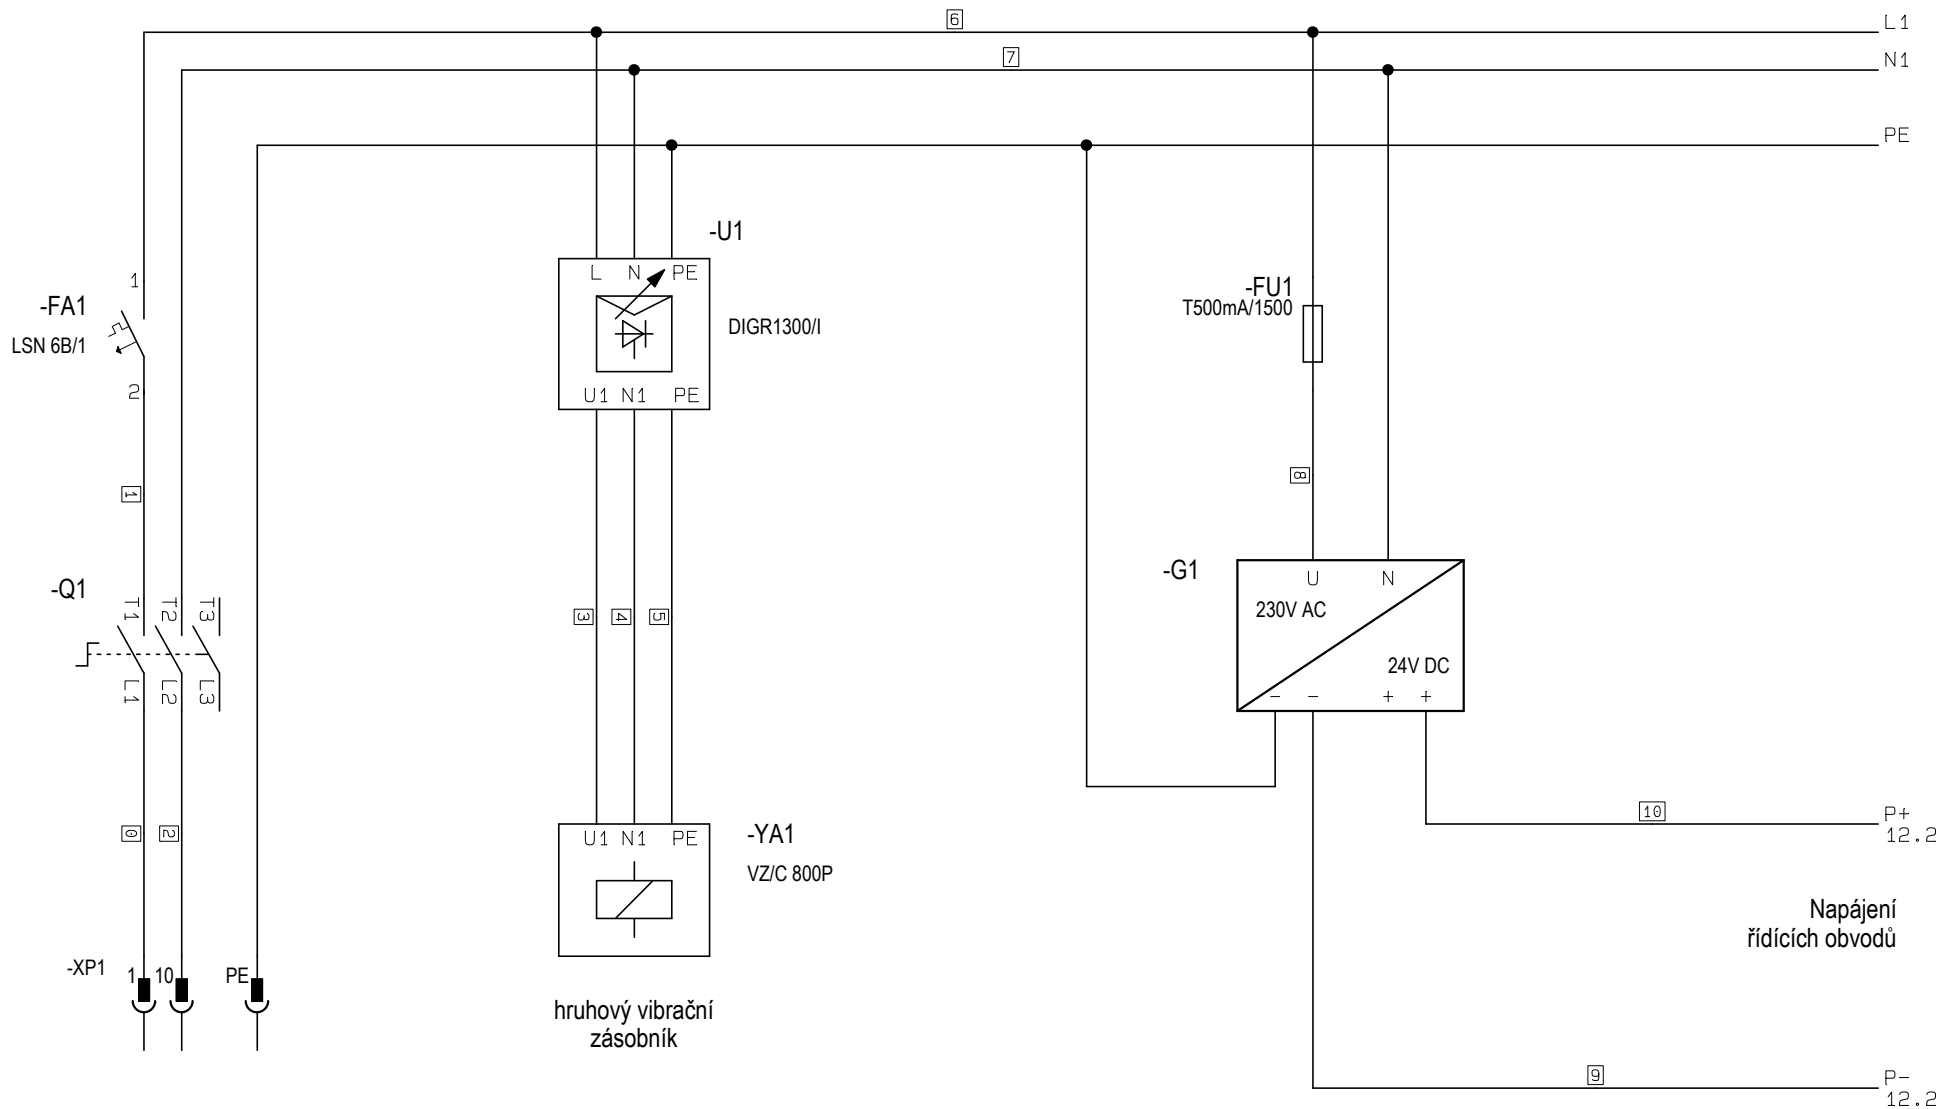 6
L1
7
N1
PE
-U1
L N PE
DIGR1300/I
U1 N1 PE
1
-FA1
LSN 6B/1
2
-FU1
T500mA/1500
1
8
-G1
U N
230V AC
24V DC
- - + +
-Q1
T1 T2 T3
L1 L2 L3
3 4 5
0 2
U1 N1 PE
-YA1
VZ/C 800P
10
P+
12.2
Napájení
řídících obvodů
-XP1 1 10 PE
hruhový vibrační
zásobník
9
P-
12.2